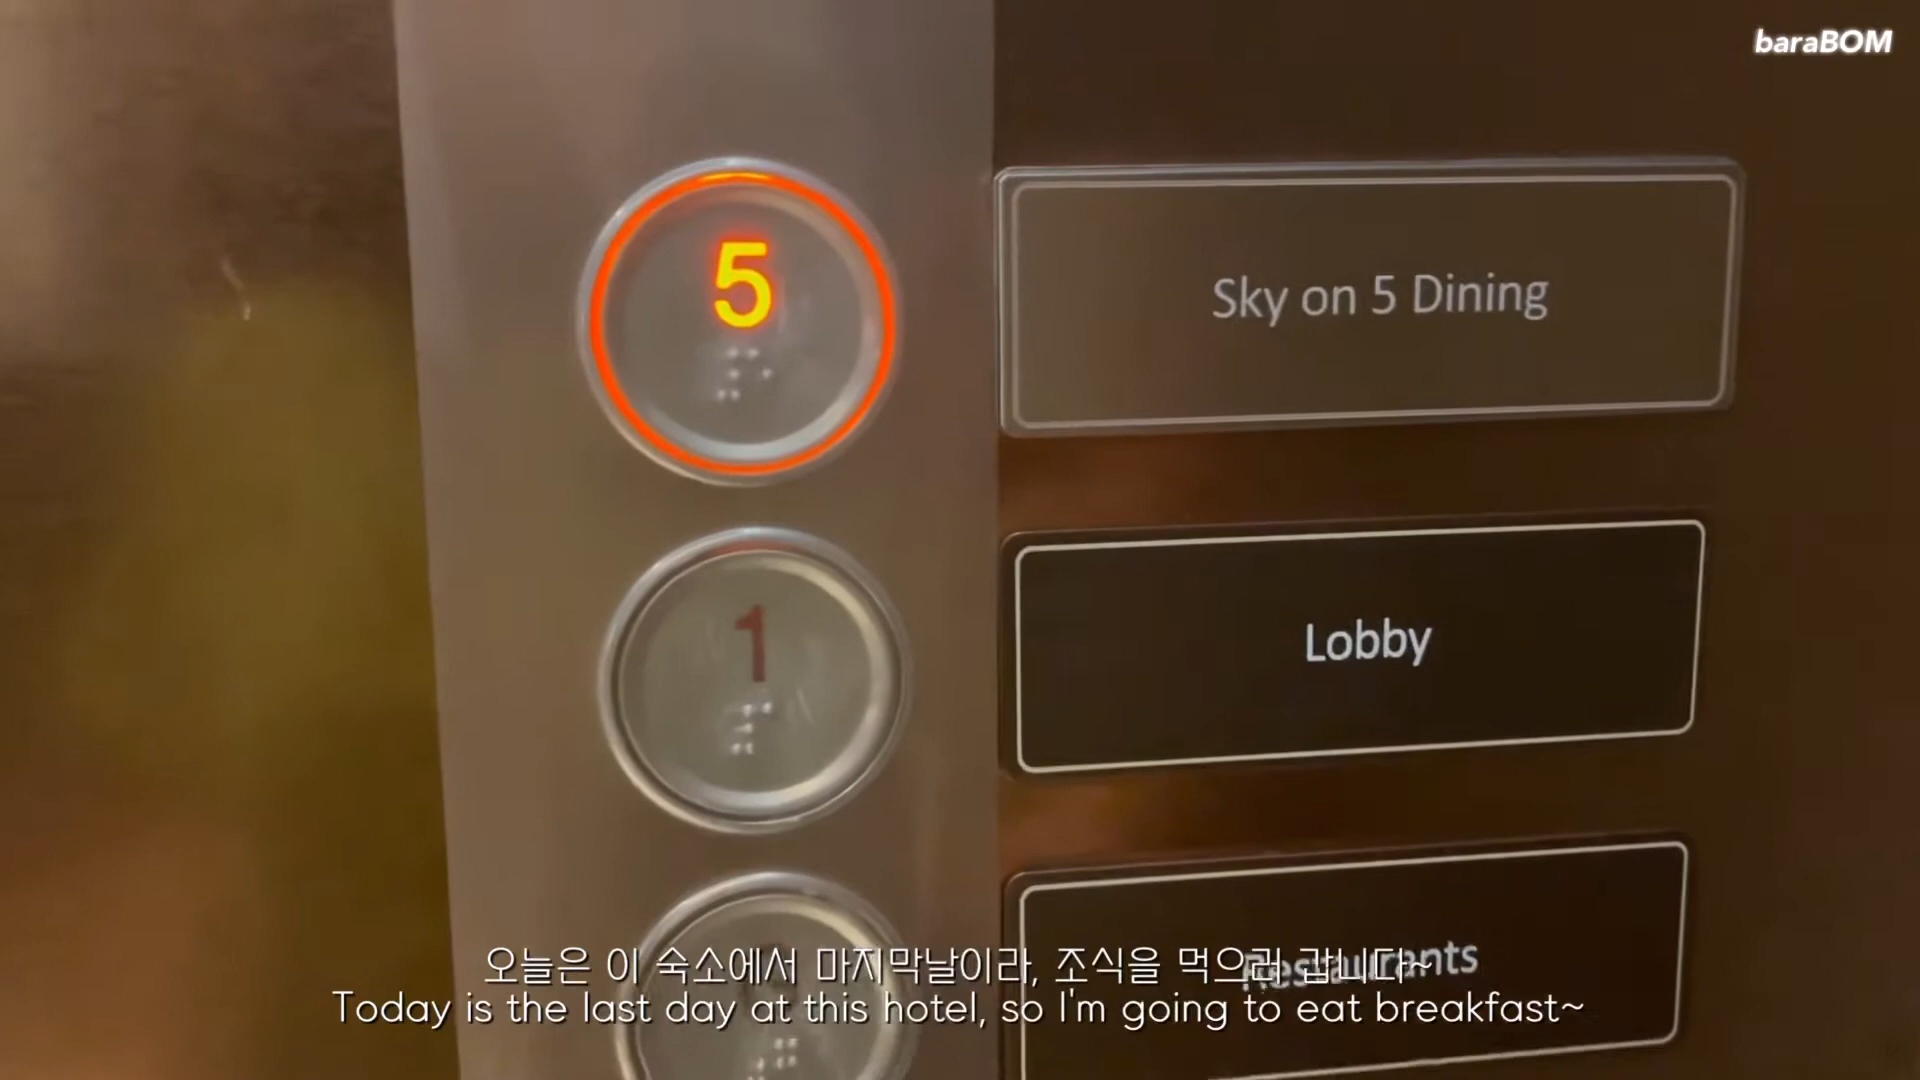 baraBOM
5
Sky on 5 Dining
1
Lobby
Restaurants
오늘은 이 숙소에서 마지막날이라, 조식을 먹으러 갑니다~
Today is the last day at this hotel, so I'm going to eat breakfast~